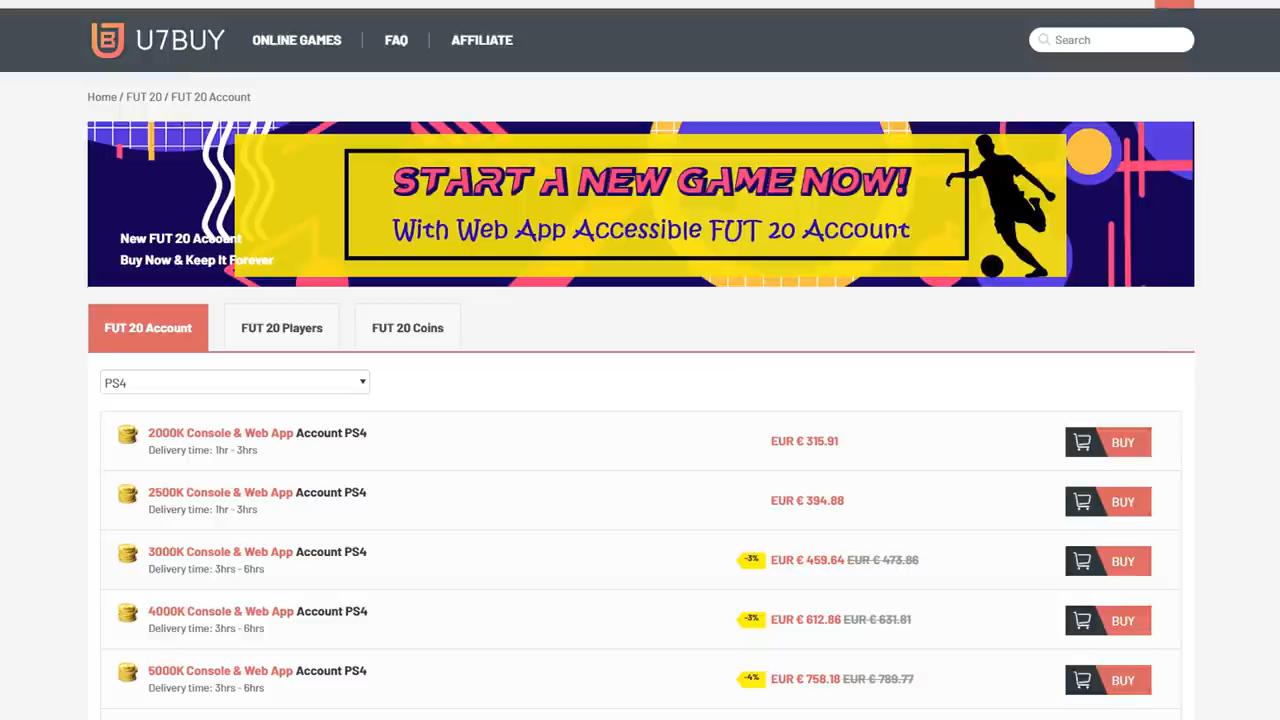 U7BUY ONLINE GAMES FAQ AFFILIATE Search
Home / FUT 20 / FUT 20 Account
START A NEW GAME NOW!
With Web App Accessible FUT 20 Account
New FUT 20 Account
Buy Now & Keep It Forever
FUT 20 Account FUT 20 Players FUT 20 Coins
PS4
2000K Console & Web App Account PS4
Delivery time: 1hr - 3hrs
EUR € 315.91
BUY
2500K Console & Web App Account PS4
Delivery time: 1hr - 3hrs
EUR € 394.88
BUY
3000K Console & Web App Account PS4
Delivery time: 3hrs - 6hrs
-3% EUR € 459.64 EUR € 473.86
BUY
4000K Console & Web App Account PS4
Delivery time: 3hrs - 6hrs
-3% EUR € 612.86 EUR € 631.81
BUY
5000K Console & Web App Account PS4
Delivery time: 3hrs - 6hrs
-4% EUR € 758.18 EUR € 789.77
BUY